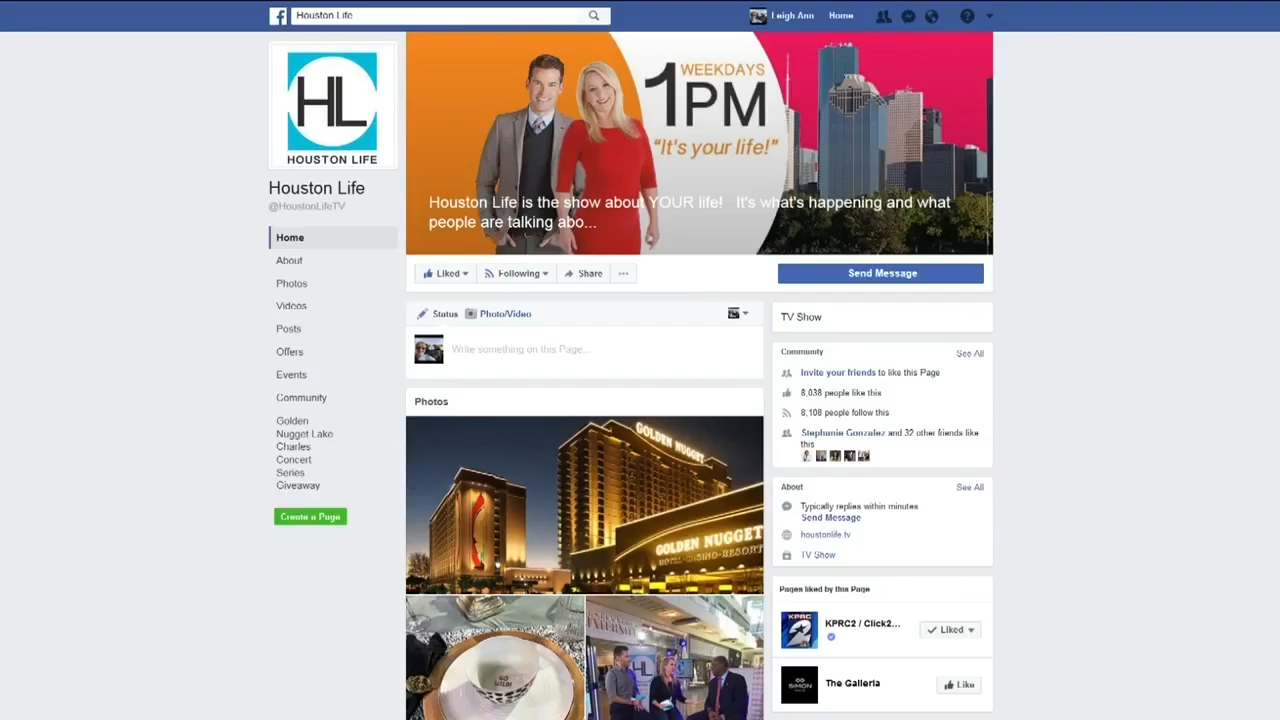 Houston Life
Leigh Ann
Home
HL
HOUSTON LIFE
Houston Life
@HoustonLifeTV
Home
About
Photos
Videos
Posts
Offers
Events
Community
Golden
Nugget Lake
Charles
Concert
Series
Giveaway
Create a Page
WEEKDAYS
1PM
"It's your life!"
Houston Life is the show about YOUR life! It's what's happening and what
people are talking abo...
Liked
Following
Share
Send Message
Status
Photo/Video
Write something on this Page...
Photos
GOLDEN NUGGET
GOLDEN NUGGET
HOTEL·CASINO·RESORT
GO
WILD!
HL
TV Show
Community
See All
Invite your friends to like this Page
8,038 people like this
8,108 people follow this
Stephanie Gonzalez and 32 other friends like
this
About
See All
Typically replies within minutes
Send Message
houstonlife.tv
TV Show
Pages liked by this Page
KPRC
2
KPRC2 / Click2...
Liked
SIMON
The Galleria
Like